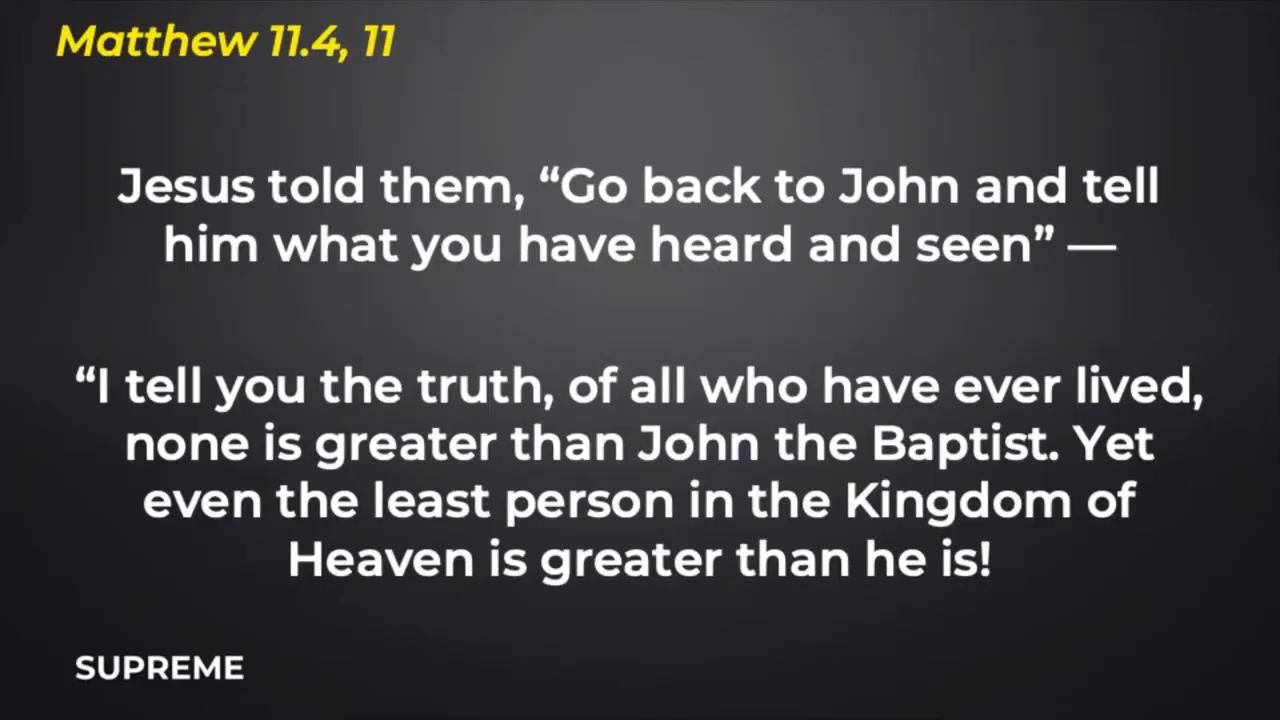 Matthew 11.4, 11
Jesus told them, “Go back to John and tell
him what you have heard and seen” —
“I tell you the truth, of all who have ever lived,
none is greater than John the Baptist. Yet
even the least person in the Kingdom of
Heaven is greater than he is!
SUPREME